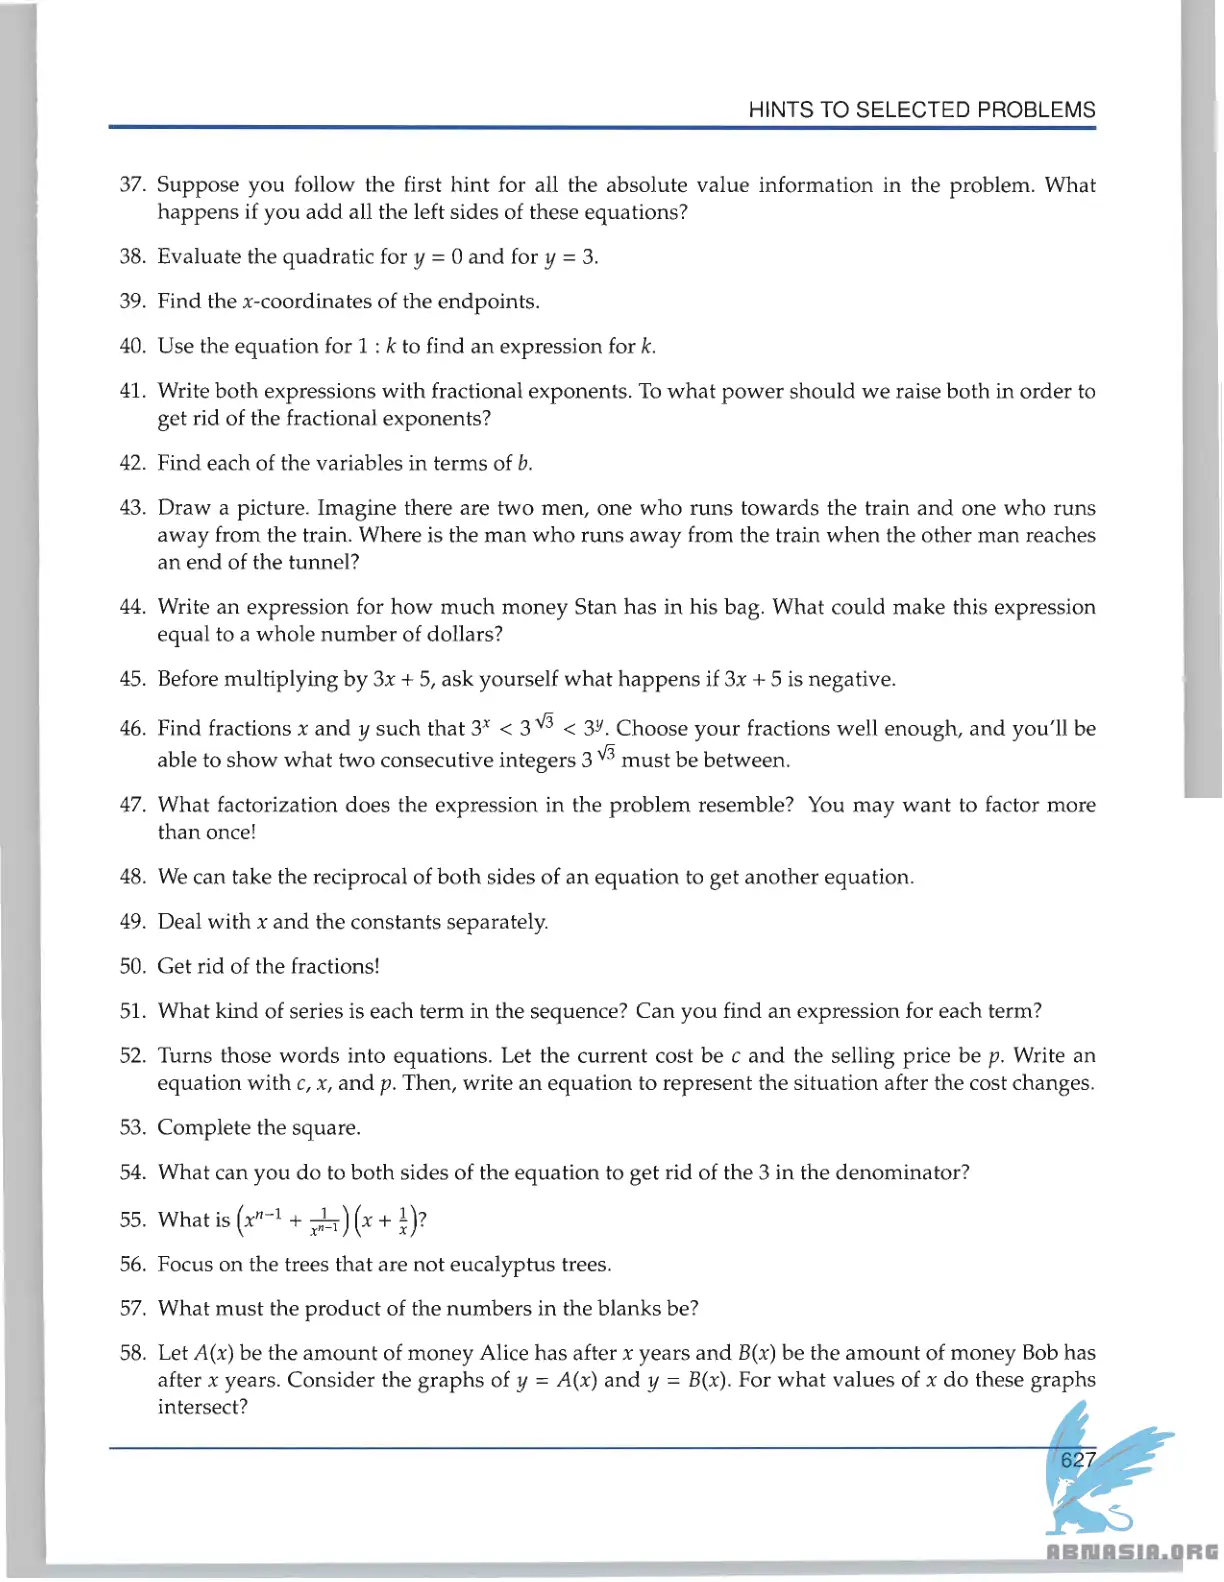 HINTS TO SELECTED PROBLEMS
37. Suppose you follow the first hint for all the absolute value information in the problem. What
happens if you add all the left sides of these equations?
38. Evaluate the quadratic for y = 0 and for y = 3.
39. Find the x-coordinates of the endpoints.
40. Use the equation for 1 : k to find an expression for k.
41. Write both expressions with fractional exponents. To what power should we raise both in order to
get rid of the fractional exponents?
42. Find each of the variables in terms of b.
43. Draw a picture. Imagine there are two men, one who runs towards the train and one who runs
away from the train. Where is the man who runs away from the train when the other man reaches
an end of the tunnel?
44. Write an expression for how much money Stan has in his bag. What could make this expression
equal to a whole number of dollars?
45. Before multiplying by 3x + 5, ask yourself what happens if 3x + 5 is negative.
46. Find fractions x and y such that 3^x < 3^√3 < 3^y. Choose your fractions well enough, and you'll be
able to show what two consecutive integers 3^√3 must be between.
47. What factorization does the expression in the problem resemble? You may want to factor more
than once!
48. We can take the reciprocal of both sides of an equation to get another equation.
49. Deal with x and the constants separately.
50. Get rid of the fractions!
51. What kind of series is each term in the sequence? Can you find an expression for each term?
52. Turns those words into equations. Let the current cost be c and the selling price be p. Write an
equation with c, x, and p. Then, write an equation to represent the situation after the cost changes.
53. Complete the square.
54. What can you do to both sides of the equation to get rid of the 3 in the denominator?
55. What is (x^(n−1) + 1/x^(n−1)) (x + 1/x)?
56. Focus on the trees that are not eucalyptus trees.
57. What must the product of the numbers in the blanks be?
58. Let A(x) be the amount of money Alice has after x years and B(x) be the amount of money Bob has
after x years. Consider the graphs of y = A(x) and y = B(x). For what values of x do these graphs
intersect?
627
ABNASIA.ORG